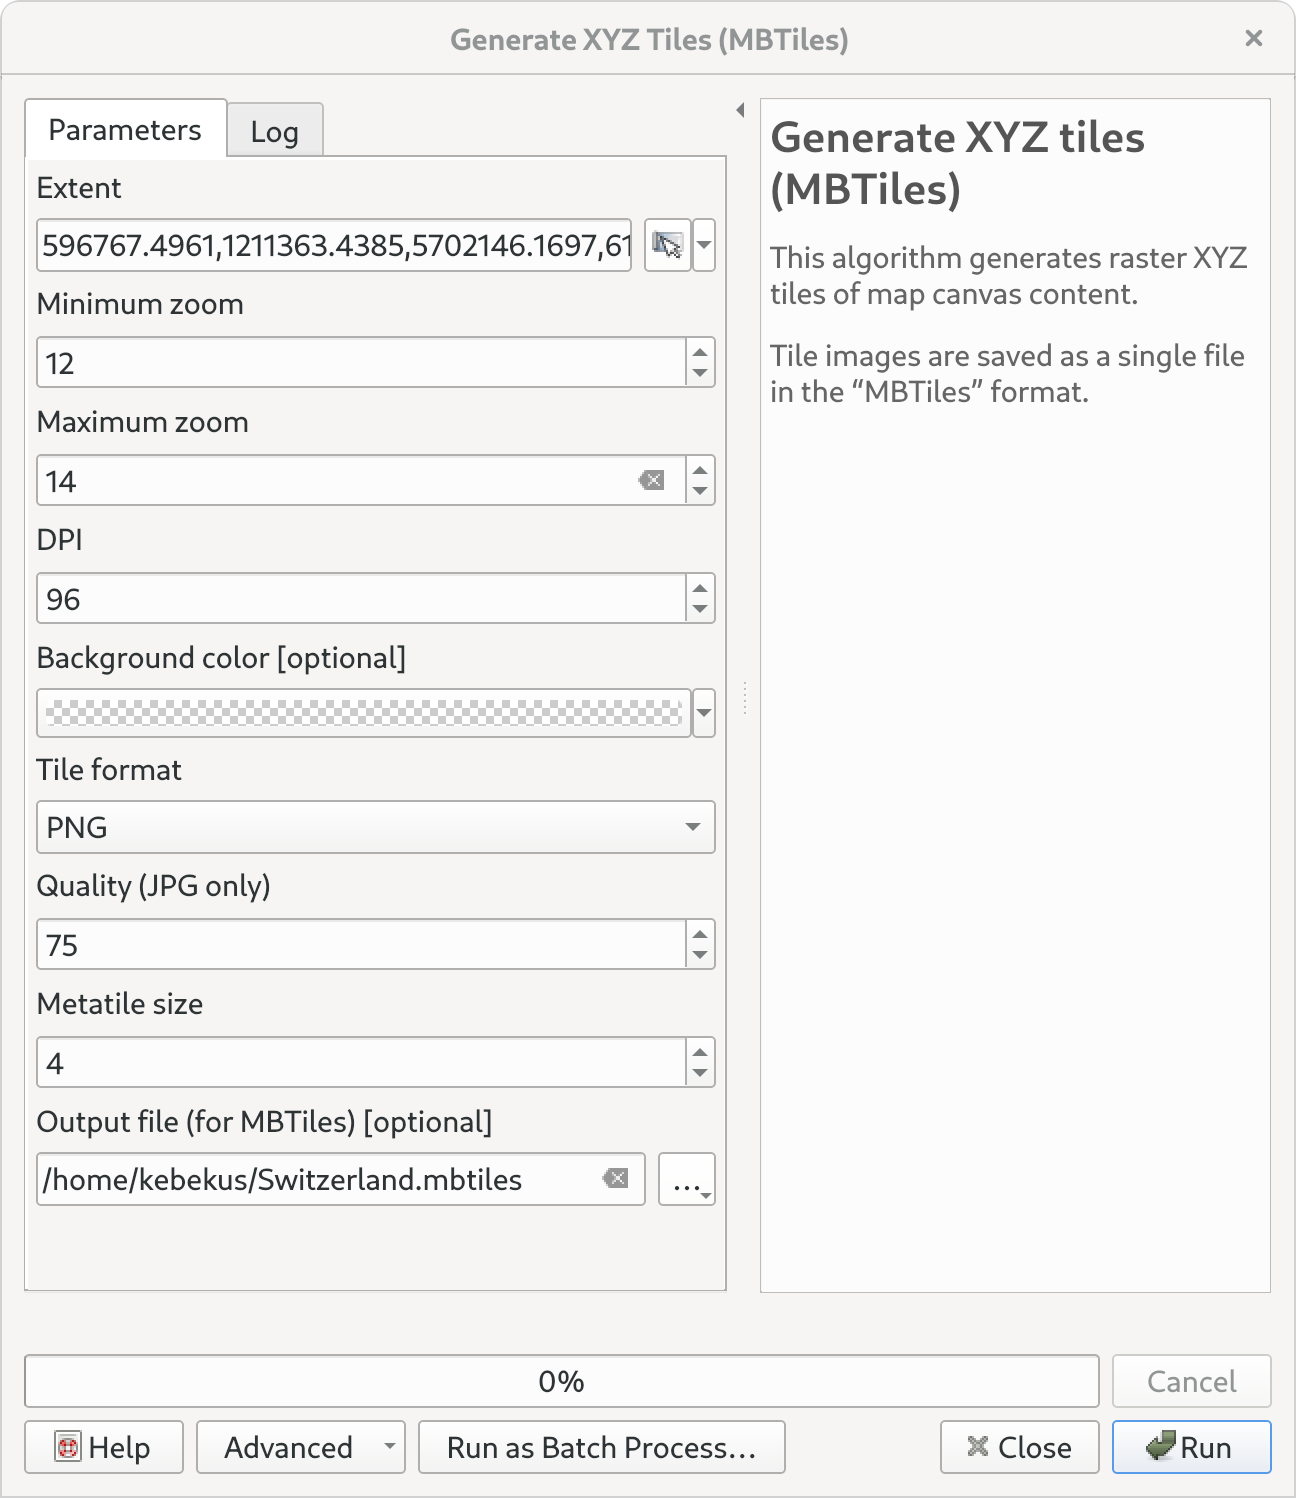 Generate XYZ Tiles (MBTiles)
Parameters
Log
Extent
596767.4961,1211363.4385,5702146.1697,61
Minimum zoom
12
Maximum zoom
14
DPI
96
Background color [optional]
Tile format
PNG
Quality (JPG only)
75
Metatile size
4
Output file (for MBTiles) [optional]
/home/kebekus/Switzerland.mbtiles
…
Generate XYZ tiles
(MBTiles)
This algorithm generates raster XYZ
tiles of map canvas content.
Tile images are saved as a single file
in the “MBTiles” format.
0%
Cancel
Help
Advanced
Run as Batch Process…
Close
Run